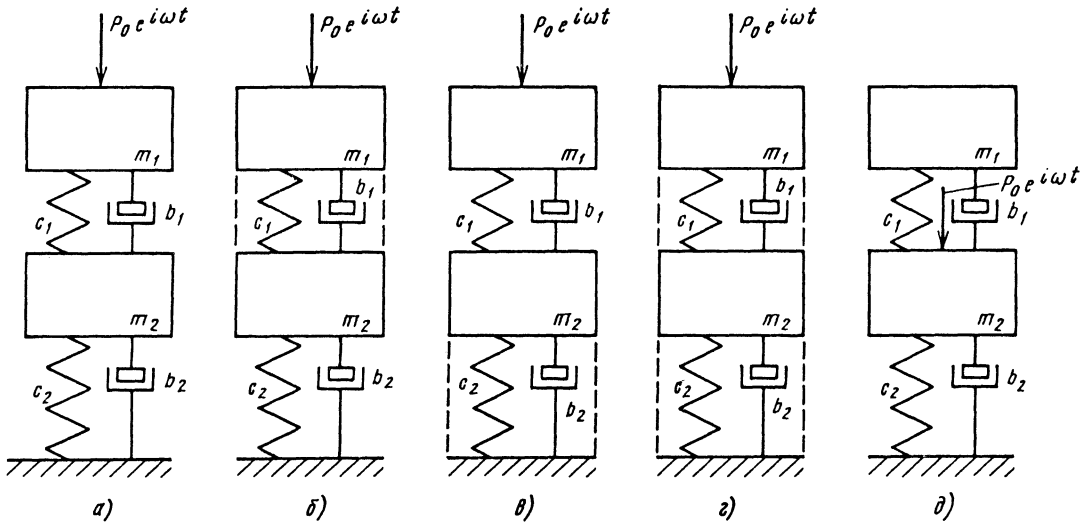 P₀e^{iωt} P₀e^{iωt} P₀e^{iωt} P₀e^{iωt}
m₁ m₁ m₁ m₁ m₁
c₁ b₁ c₁ b₁ c₁ b₁ c₁ b₁ c₁ P₀e^{iωt} b₁
m₂ m₂ m₂ m₂ m₂
c₂ b₂ c₂ b₂ c₂ b₂ c₂ b₂ c₂ b₂
а) б) в) г) д)